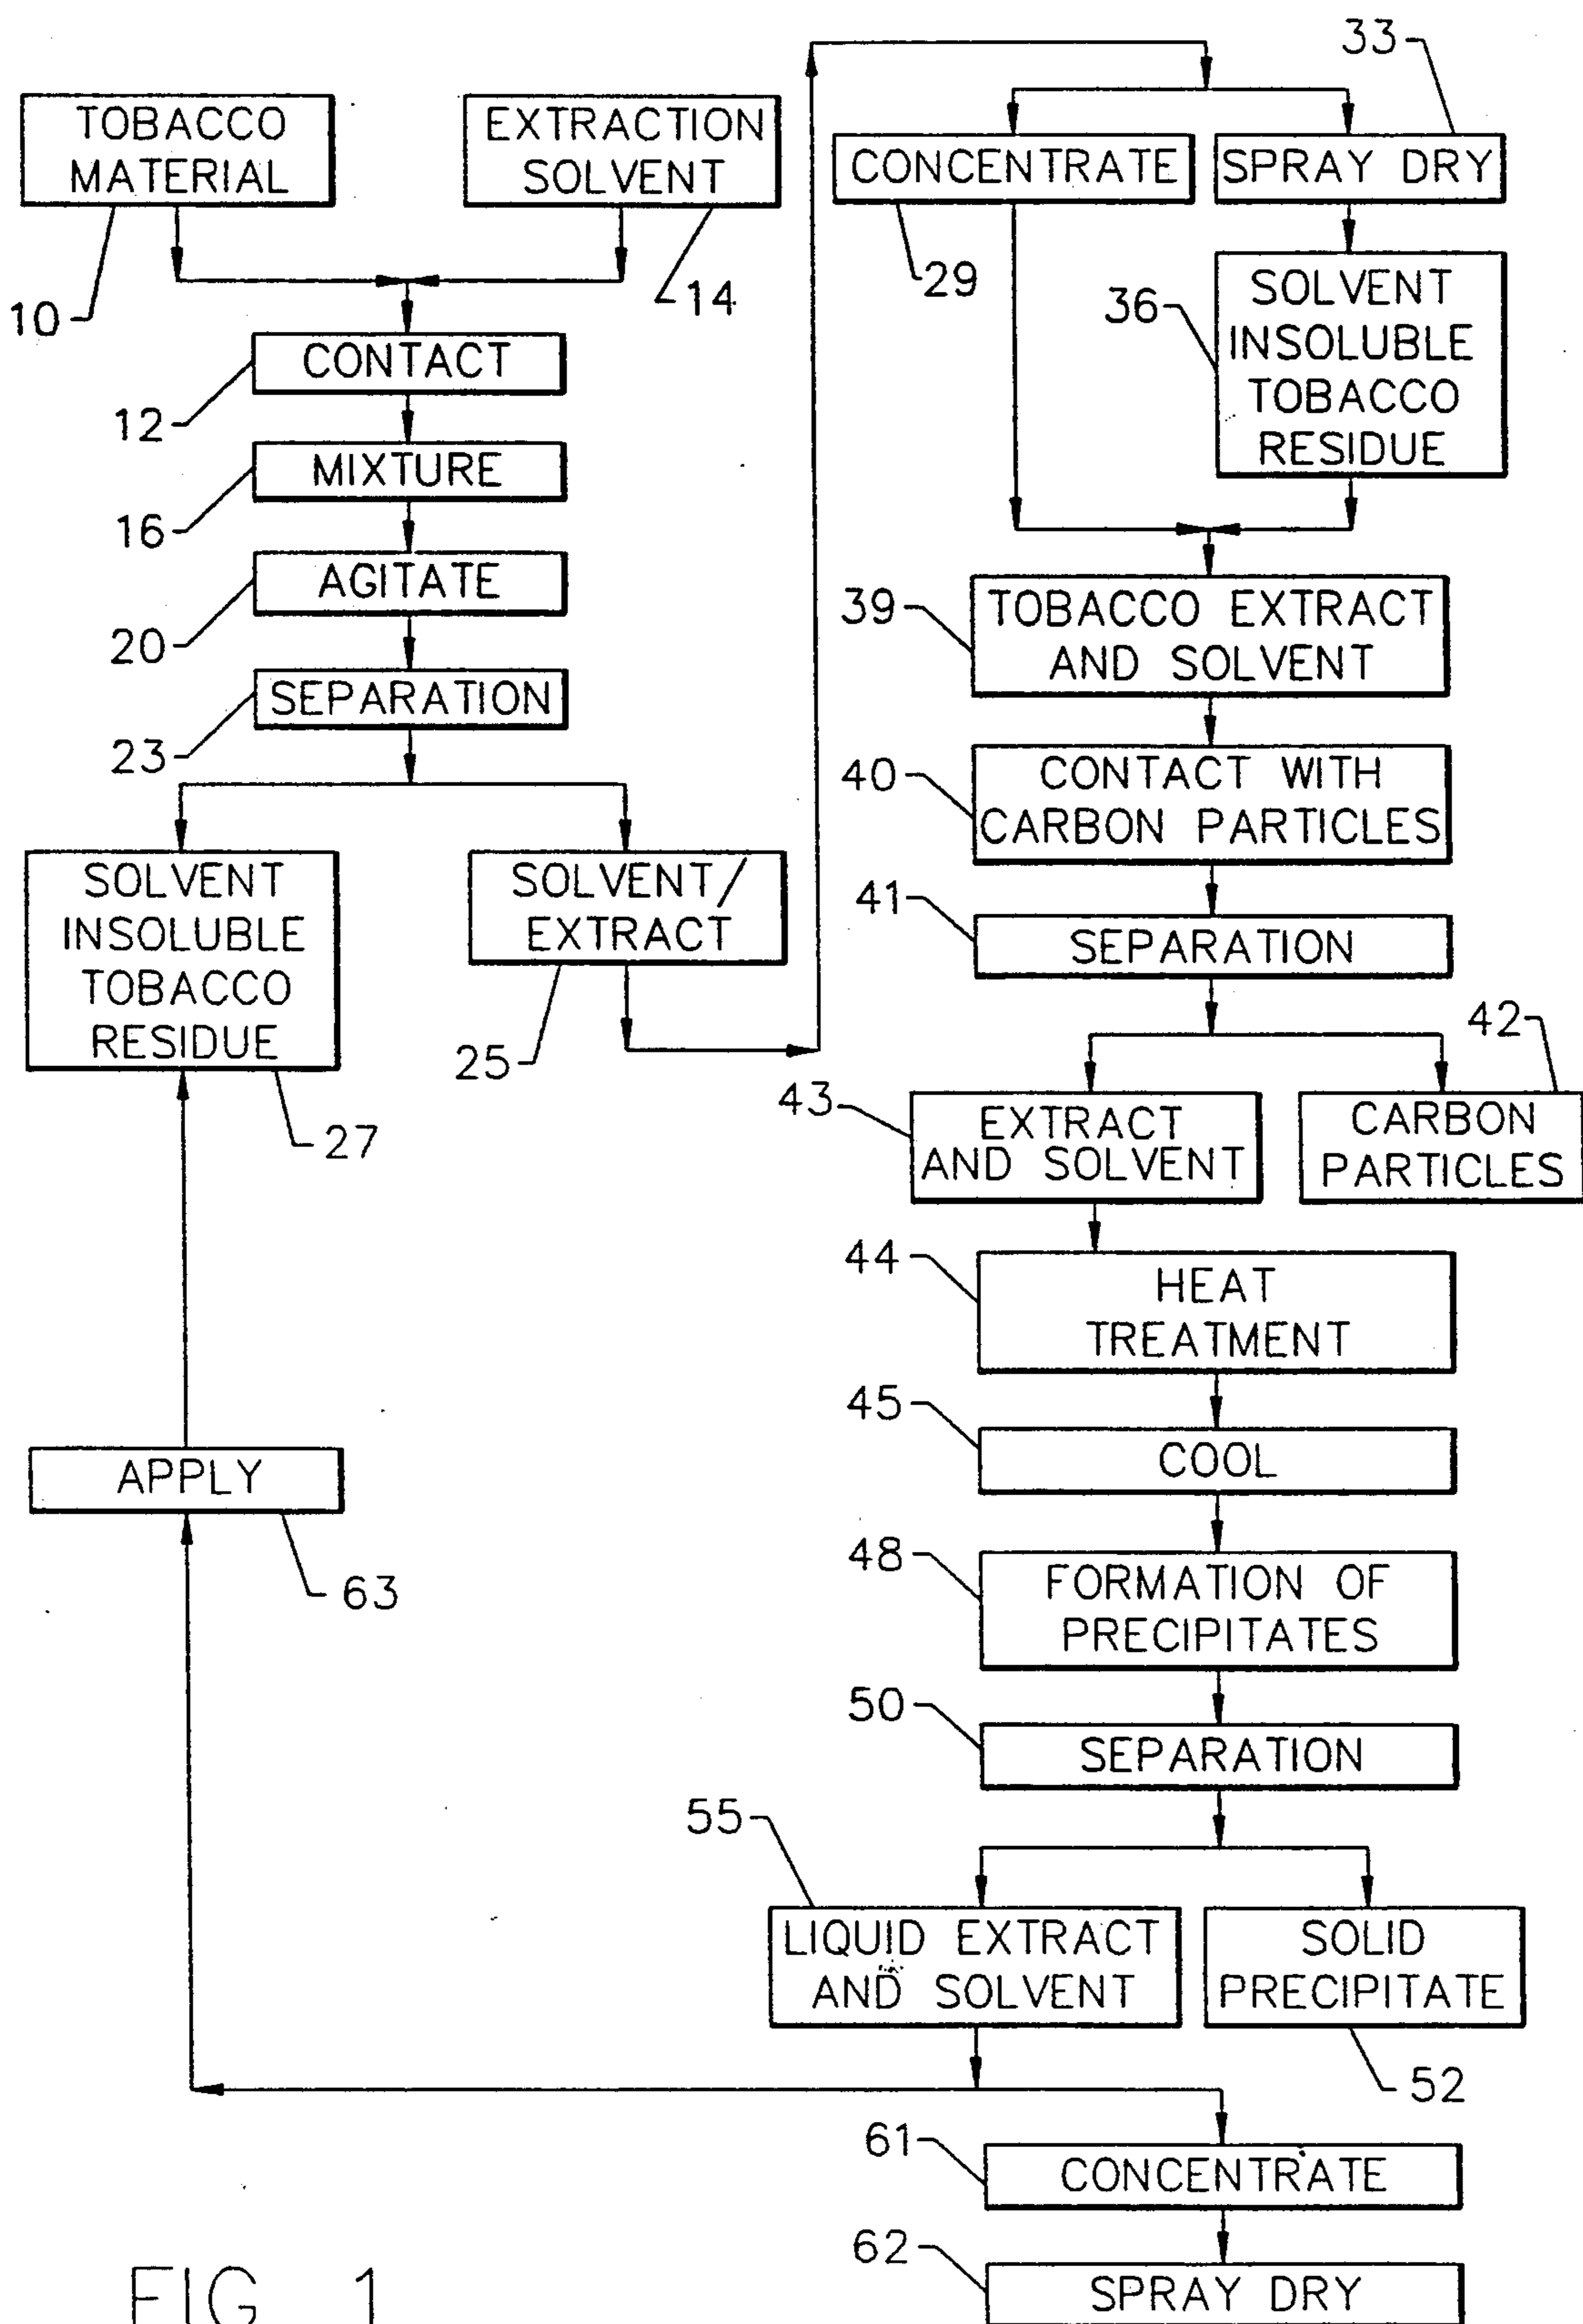 TOBACCO
MATERIAL
10
EXTRACTION
SOLVENT
14
CONTACT
12
MIXTURE
16
AGITATE
20
SEPARATION
23
SOLVENT
INSOLUBLE
TOBACCO
RESIDUE
27
SOLVENT/
EXTRACT
25
APPLY
63
33
CONCENTRATE
29
SPRAY DRY
SOLVENT
INSOLUBLE
TOBACCO
RESIDUE
36
39
TOBACCO EXTRACT
AND SOLVENT
40
CONTACT WITH
CARBON PARTICLES
41
SEPARATION
42
43
EXTRACT
AND SOLVENT
CARBON
PARTICLES
44
HEAT
TREATMENT
45
COOL
48
FORMATION OF
PRECIPITATES
50
SEPARATION
55
LIQUID EXTRACT
AND SOLVENT
SOLID
PRECIPITATE
52
61
CONCENTRATE
62
SPRAY DRY
FIG 1